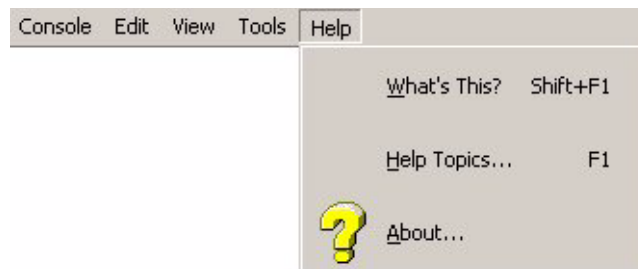 Console Edit View Tools Help
What's This? Shift+F1
Help Topics... F1
About...